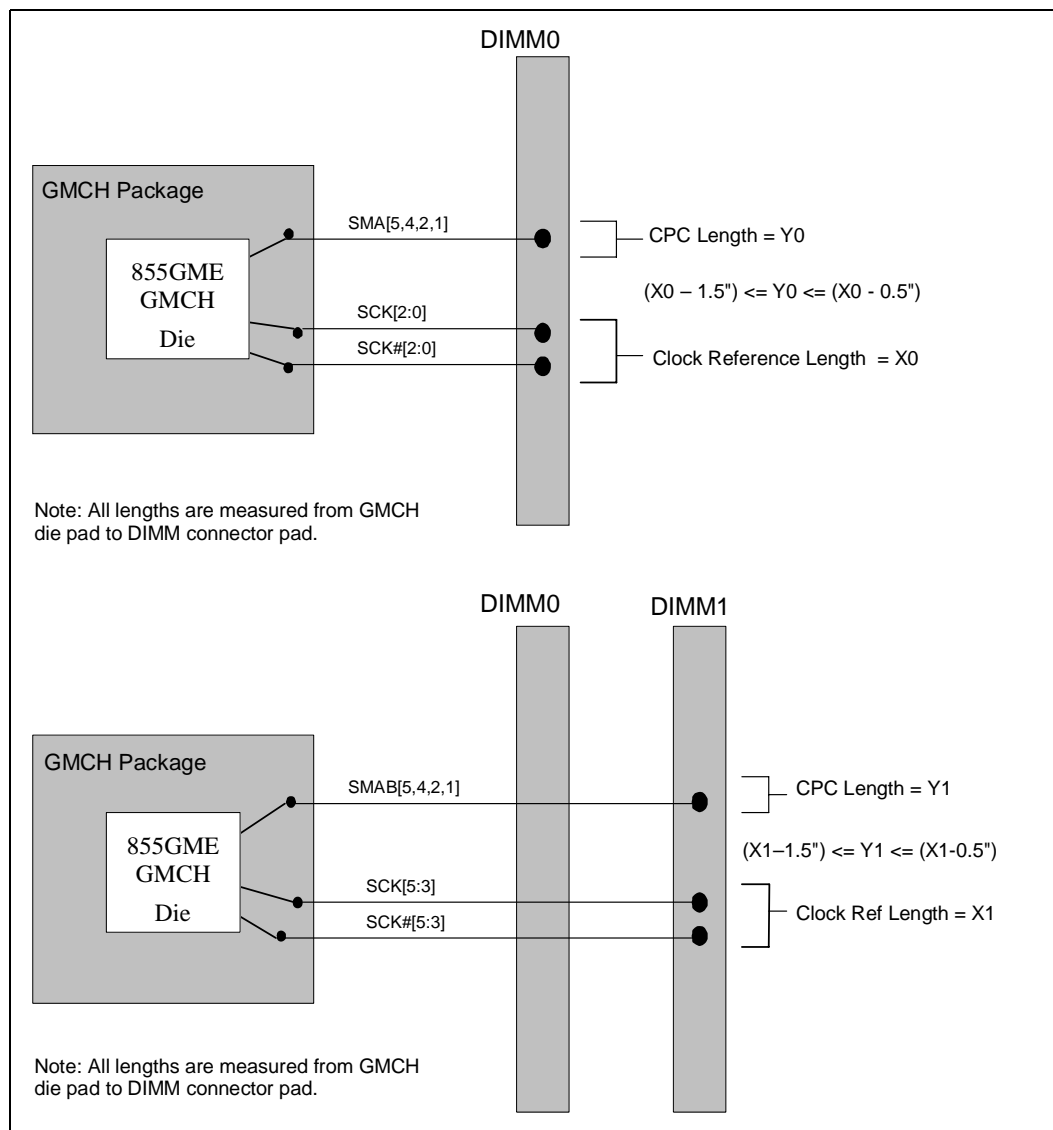 DIMM0
GMCH Package
SMA[5,4,2,1]
CPC Length = Y0
855GME
GMCH
Die
(X0 – 1.5") <= Y0 <= (X0 - 0.5")
SCK[2:0]
SCK#[2:0]
Clock Reference Length = X0
Note: All lengths are measured from GMCH
die pad to DIMM connector pad.
DIMM0
DIMM1
GMCH Package
SMAB[5,4,2,1]
CPC Length = Y1
855GME
GMCH
Die
(X1–1.5") <= Y1 <= (X1-0.5")
SCK[5:3]
SCK#[5:3]
Clock Ref Length = X1
Note: All lengths are measured from GMCH
die pad to DIMM connector pad.